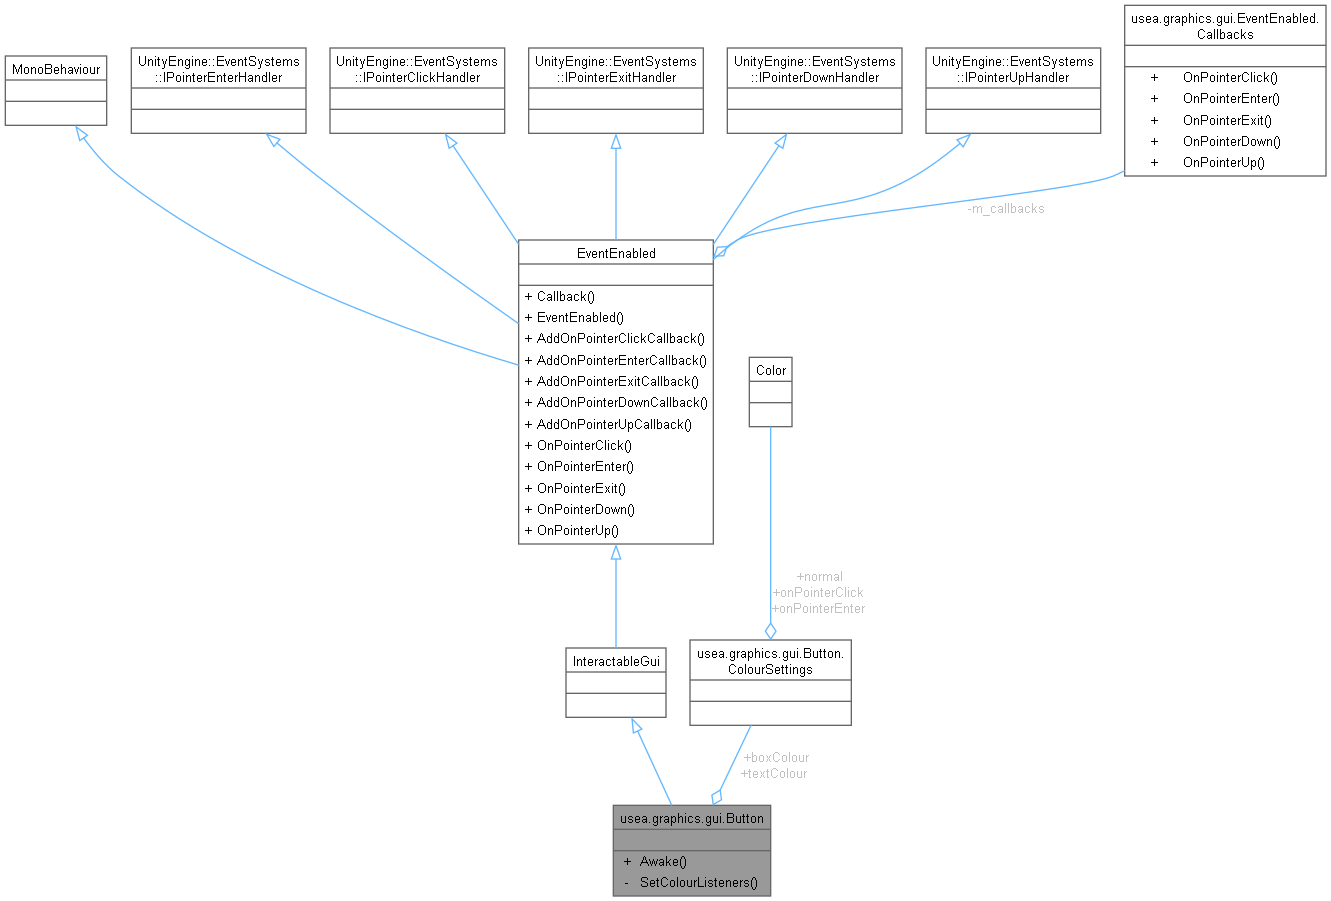 usea.graphics.gui.EventEnabled.
Callbacks
+ OnPointerClick()
+ OnPointerEnter()
+ OnPointerExit()
+ OnPointerDown()
+ OnPointerUp()
MonoBehaviour
UnityEngine::EventSystems
::IPointerEnterHandler
UnityEngine::EventSystems
::IPointerClickHandler
UnityEngine::EventSystems
::IPointerExitHandler
UnityEngine::EventSystems
::IPointerDownHandler
UnityEngine::EventSystems
::IPointerUpHandler
-m_callbacks
EventEnabled
+ Callback()
+ EventEnabled()
+ AddOnPointerClickCallback()
+ AddOnPointerEnterCallback()
+ AddOnPointerExitCallback()
+ AddOnPointerDownCallback()
+ AddOnPointerUpCallback()
+ OnPointerClick()
+ OnPointerEnter()
+ OnPointerExit()
+ OnPointerDown()
+ OnPointerUp()
Color
+normal
+onPointerClick
+onPointerEnter
InteractableGui
usea.graphics.gui.Button.
ColourSettings
+boxColour
+textColour
usea.graphics.gui.Button
+ Awake()
- SetColourListeners()